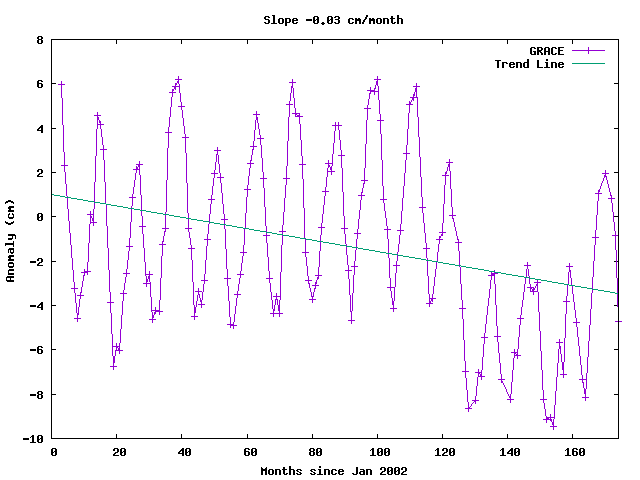 Slope -0.03 cm/month
8
GRACE
Trend Line
6
4
2
0
-2
-4
-6
-8
-10
Anomaly (cm)
0 20 40 60 80 100 120 140 160
Months since Jan 2002